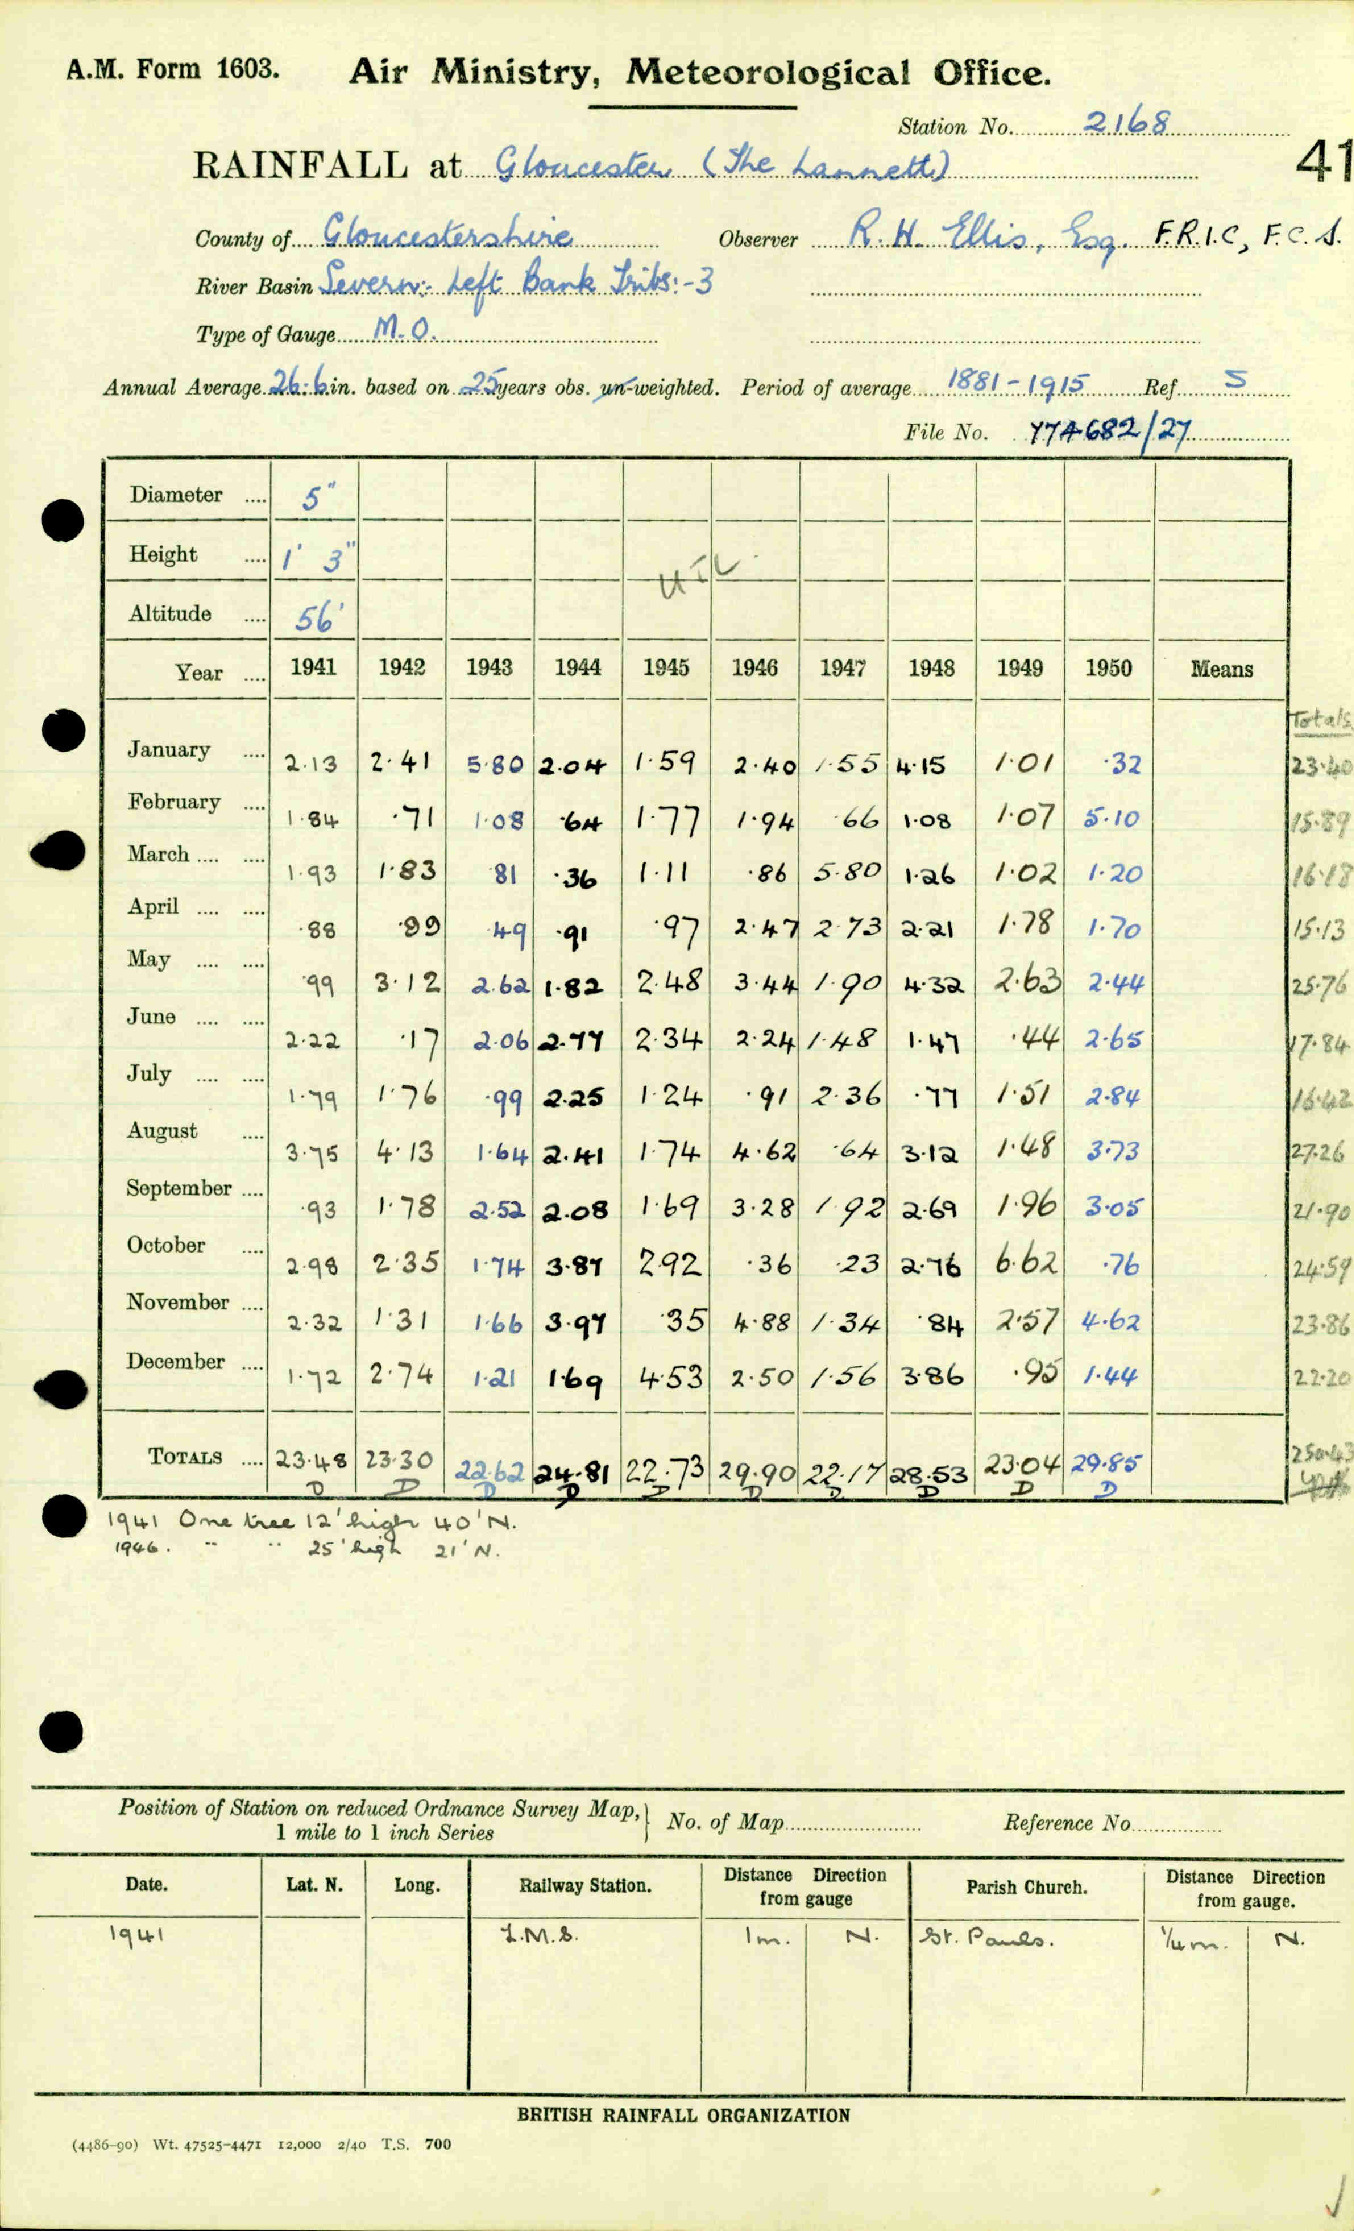 A.M. Form 1603. Air Ministry, Meteorological Office.
Station No. 2168
41
RAINFALL at Gloucester (The Lannett)
County of Gloucestershire Observer R. H. Ellis, Esq. F.R.I.C, F.C.S.
River Basin Severn:- Left Bank Tribs:-3
Type of Gauge M.O.
Annual Average 26.6 in. based on 25 years obs. un-weighted. Period of average 1881-1915 Ref. 5
File No. 774682/27
Diameter .... 5"
Height .... 1' 3"
Altitude .... 56'
Year .... 1941 1942 1943 1944 1945 1946 1947 1948 1949 1950 Means
Totals
January .... 2.13 2.41 5.80 2.04 1.59 2.40 1.55 4.15 1.01 .32 23.40
February .... 1.84 .71 1.08 .64 1.77 1.94 .66 1.08 1.07 5.10 15.89
March .... .... 1.93 1.83 81 .36 1.11 .86 5.80 1.26 1.02 1.20 16.18
April .... .... .88 .99 49 .91 .97 2.47 2.73 2.21 1.78 1.70 15.13
May .... .... .99 3.12 2.62 1.82 2.48 3.44 1.90 4.32 2.63 2.44 25.76
June .... .... 2.22 .17 2.06 2.77 2.34 2.24 1.48 1.47 .44 2.65 17.84
July .... .... 1.79 1.76 .99 2.25 1.24 .91 2.36 .77 1.51 2.84 16.42
August .... 3.75 4.13 1.64 2.41 1.74 4.62 .64 3.12 1.48 3.73 27.26
September .... .93 1.78 2.52 2.08 1.69 3.28 1.92 2.69 1.96 3.05 21.90
October .... 2.98 2.35 1.74 3.87 2.92 .36 .23 2.76 6.62 .76 24.59
November .... 2.32 1.31 1.66 3.97 .35 4.88 1.34 .84 2.57 4.62 23.86
December .... 1.72 2.74 1.21 1.69 4.53 2.50 1.56 3.86 .95 1.44 22.20
TOTALS .... 23.48 23.30 22.62 24.81 22.73 29.90 22.17 28.53 23.04 29.85 250.43
D D D D D D D D D D
1941 One tree 12' high 40' N.
1946. " " 25' high 21' N.
Position of Station on reduced Ordnance Survey Map, No. of Map Reference No
1 mile to 1 inch Series
Date. Lat. N. Long. Railway Station. Distance Direction from gauge Parish Church. Distance Direction from gauge.
1941 L.M.S. 1m. N. St. Pauls. 1/4 m. N.
BRITISH RAINFALL ORGANIZATION
(4486-90) Wt. 47525-4471 12,000 2/40 T.S. 700